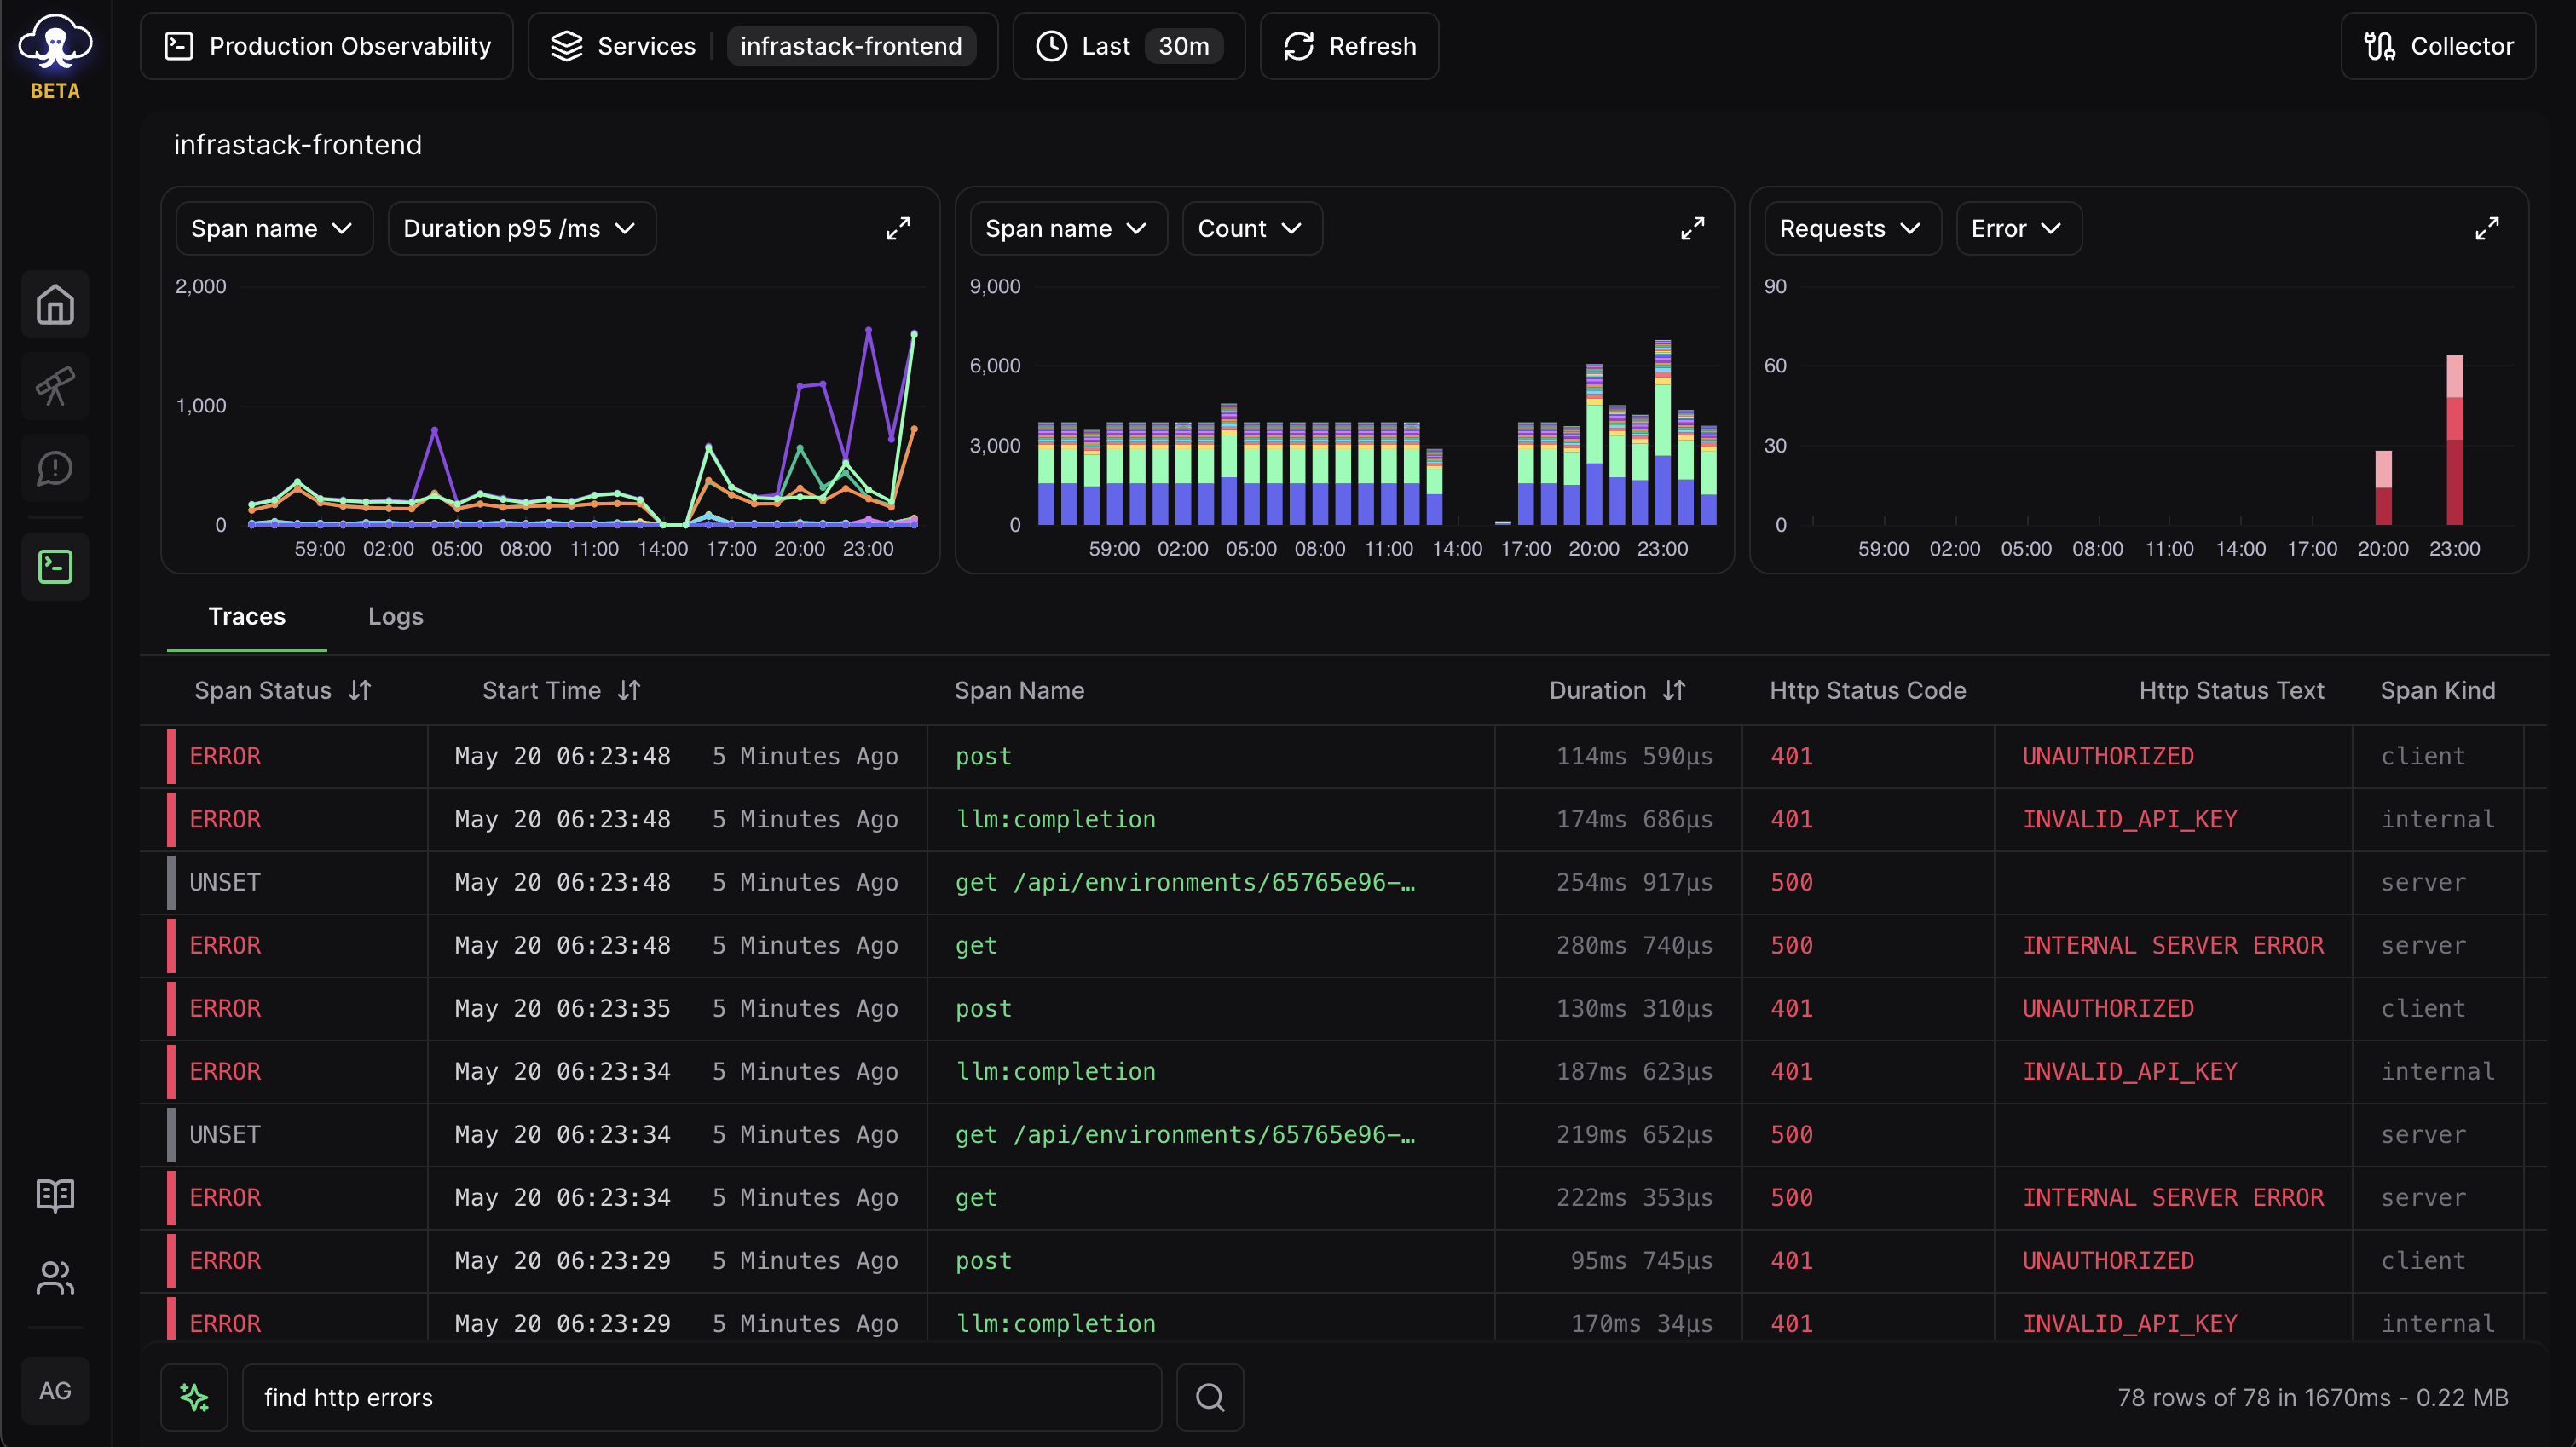 BETA
Production Observability
Services infrastack-frontend
Last 30m
Refresh
Collector
infrastack-frontend
Span name Duration p95 /ms
2,000
1,000
0
59:00 02:00 05:00 08:00 11:00 14:00 17:00 20:00 23:00
Span name Count
9,000
6,000
3,000
0
59:00 02:00 05:00 08:00 11:00 14:00 17:00 20:00 23:00
Requests Error
90
60
30
0
59:00 02:00 05:00 08:00 11:00 14:00 17:00 20:00 23:00
Traces Logs
Span Status Start Time Span Name Duration Http Status Code Http Status Text Span Kind
ERROR May 20 06:23:48 5 Minutes Ago post 114ms 590µs 401 UNAUTHORIZED client
ERROR May 20 06:23:48 5 Minutes Ago llm:completion 174ms 686µs 401 INVALID_API_KEY internal
UNSET May 20 06:23:48 5 Minutes Ago get /api/environments/65765e96-… 254ms 917µs 500 server
ERROR May 20 06:23:48 5 Minutes Ago get 280ms 740µs 500 INTERNAL SERVER ERROR server
ERROR May 20 06:23:35 5 Minutes Ago post 130ms 310µs 401 UNAUTHORIZED client
ERROR May 20 06:23:34 5 Minutes Ago llm:completion 187ms 623µs 401 INVALID_API_KEY internal
UNSET May 20 06:23:34 5 Minutes Ago get /api/environments/65765e96-… 219ms 652µs 500 server
ERROR May 20 06:23:34 5 Minutes Ago get 222ms 353µs 500 INTERNAL SERVER ERROR server
ERROR May 20 06:23:29 5 Minutes Ago post 95ms 745µs 401 UNAUTHORIZED client
ERROR May 20 06:23:29 5 Minutes Ago llm:completion 170ms 34µs 401 INVALID_API_KEY internal
AG
find http errors
78 rows of 78 in 1670ms - 0.22 MB